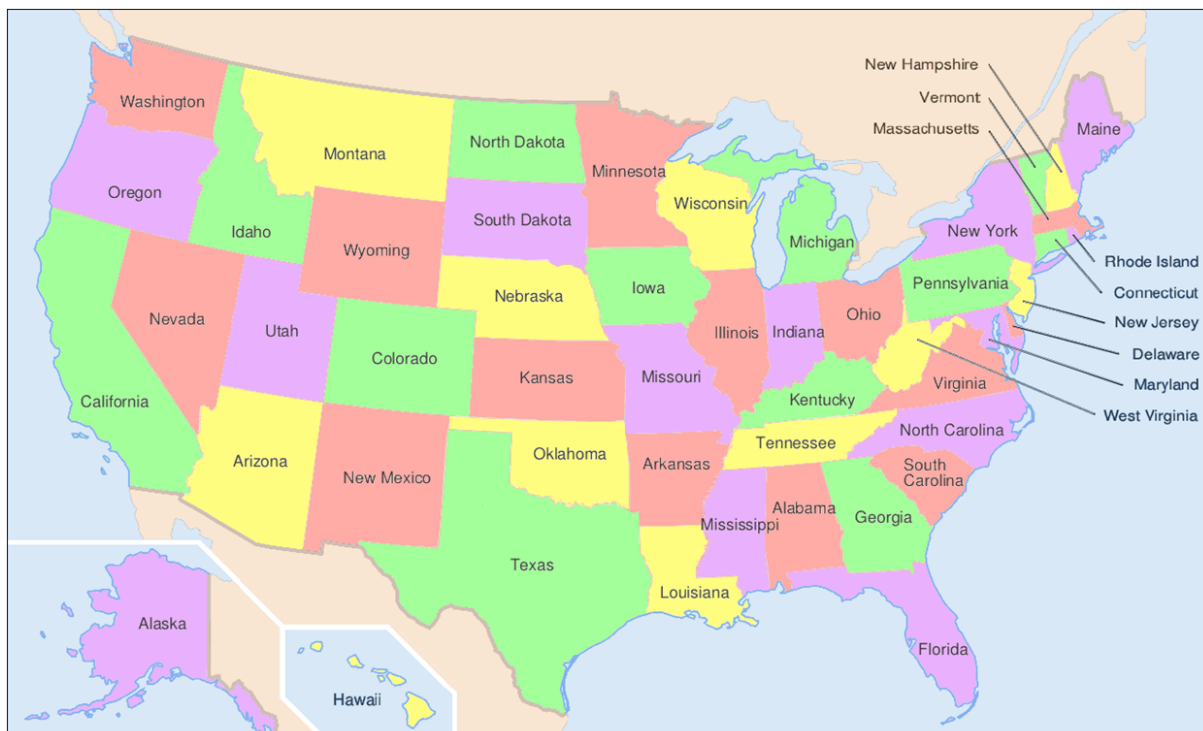 New Hampshire
Vermont
Massachusetts
Washington
Maine
Montana
North Dakota
Minnesota
Oregon
Wisconsin
South Dakota
Idaho
Michigan
New York
Wyoming
Rhode Island
Pennsylvania
Iowa
Connecticut
Nebraska
Ohio
Nevada
New Jersey
Utah
Illinois
Indiana
Colorado
Delaware
Kansas
Missouri
Virginia
Maryland
California
Kentucky
West Virginia
North Carolina
Tennessee
Oklahoma
Arizona
Arkansas
South
Carolina
New Mexico
Alabama
Georgia
Mississippi
Texas
Louisiana
Alaska
Florida
Hawaii